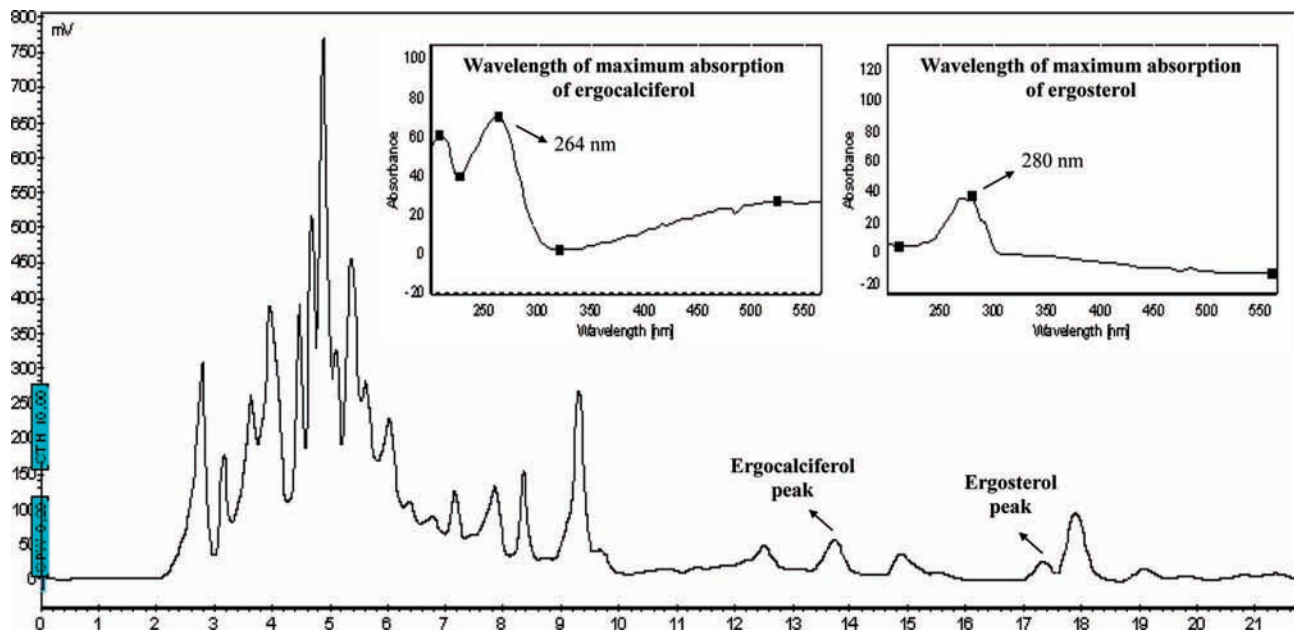 800
mV
750
700
650
600
550
500
450
400
350
300
250
200
150
100
50
0
CTH 10.00
0 1 2 3 4 5 6 7 8 9 10 11 12 13 14 15 16 17 18 19 20 21
Wavelength of maximum absorption
of ergocalciferol
264 nm
Absorbance
100
80
60
40
20
0
-20
250 300 350 400 450 500 550
Wavelength [nm]
Wavelength of maximum absorption
of ergosterol
280 nm
Absorbance
120
100
80
60
40
20
0
-20
250 300 350 400 450 500 550
Wavelength [nm]
Ergocalciferol
peak
Ergosterol
peak